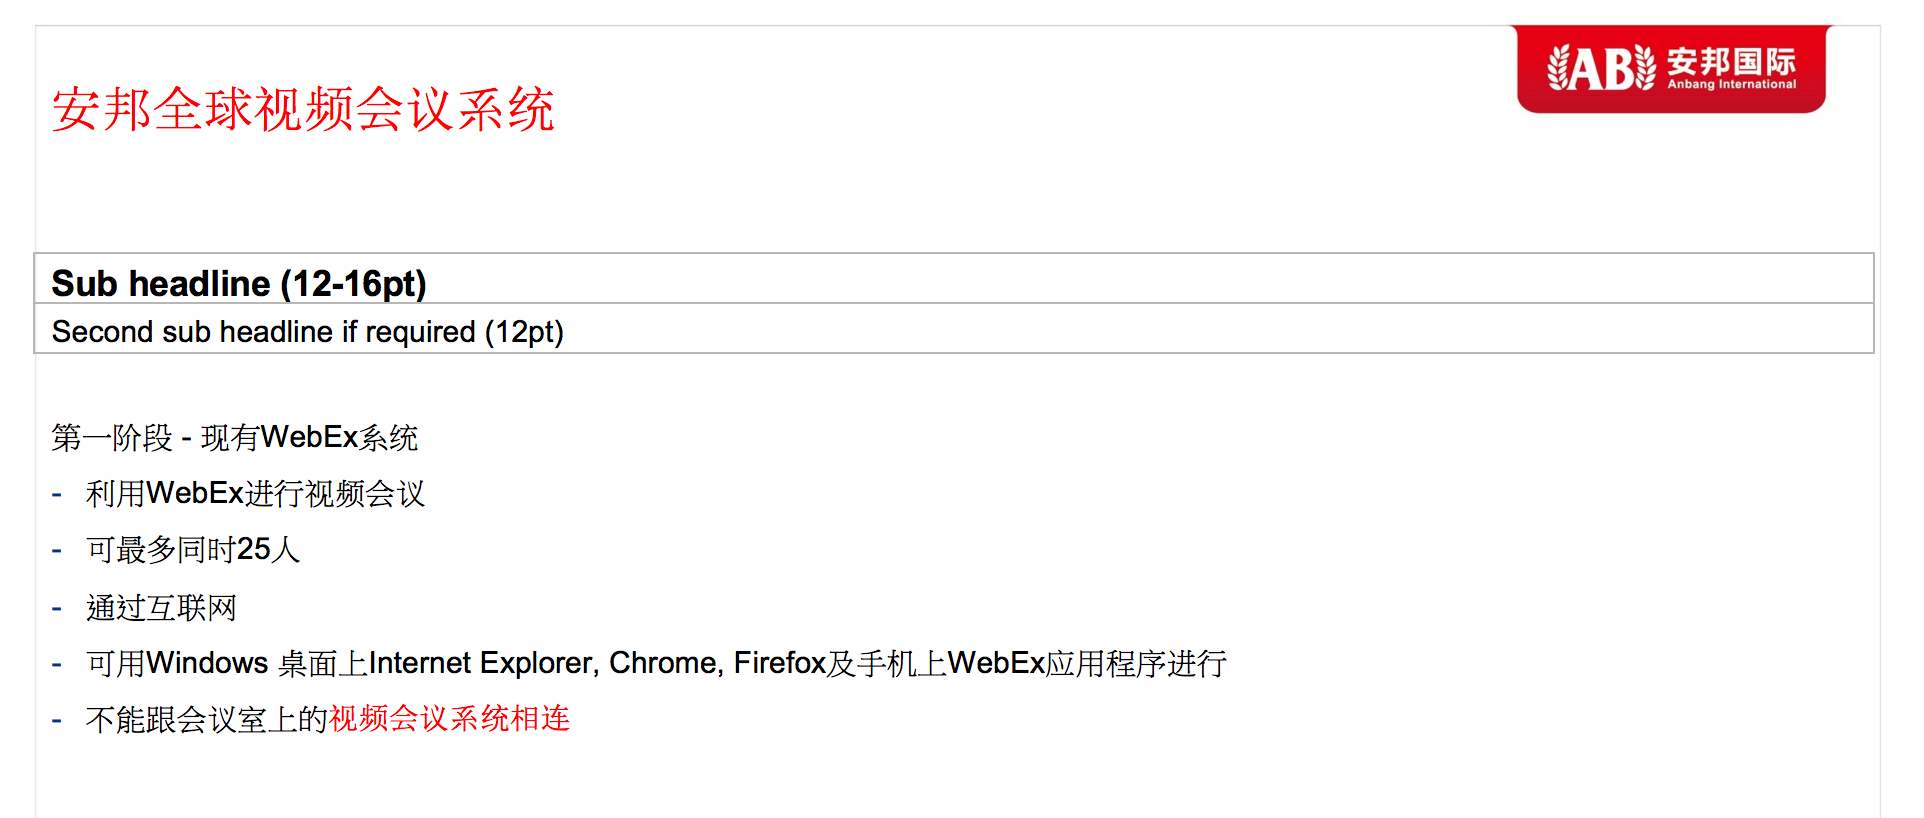 安邦国际
Anbang International
安邦全球视频会议系统
Sub headline (12-16pt)
Second sub headline if required (12pt)
第一阶段 - 现有WebEx系统
- 利用WebEx进行视频会议
- 可最多同时25人
- 通过互联网
- 可用Windows 桌面上Internet Explorer, Chrome, Firefox及手机上WebEx应用程序进行
- 不能跟会议室上的视频会议系统相连